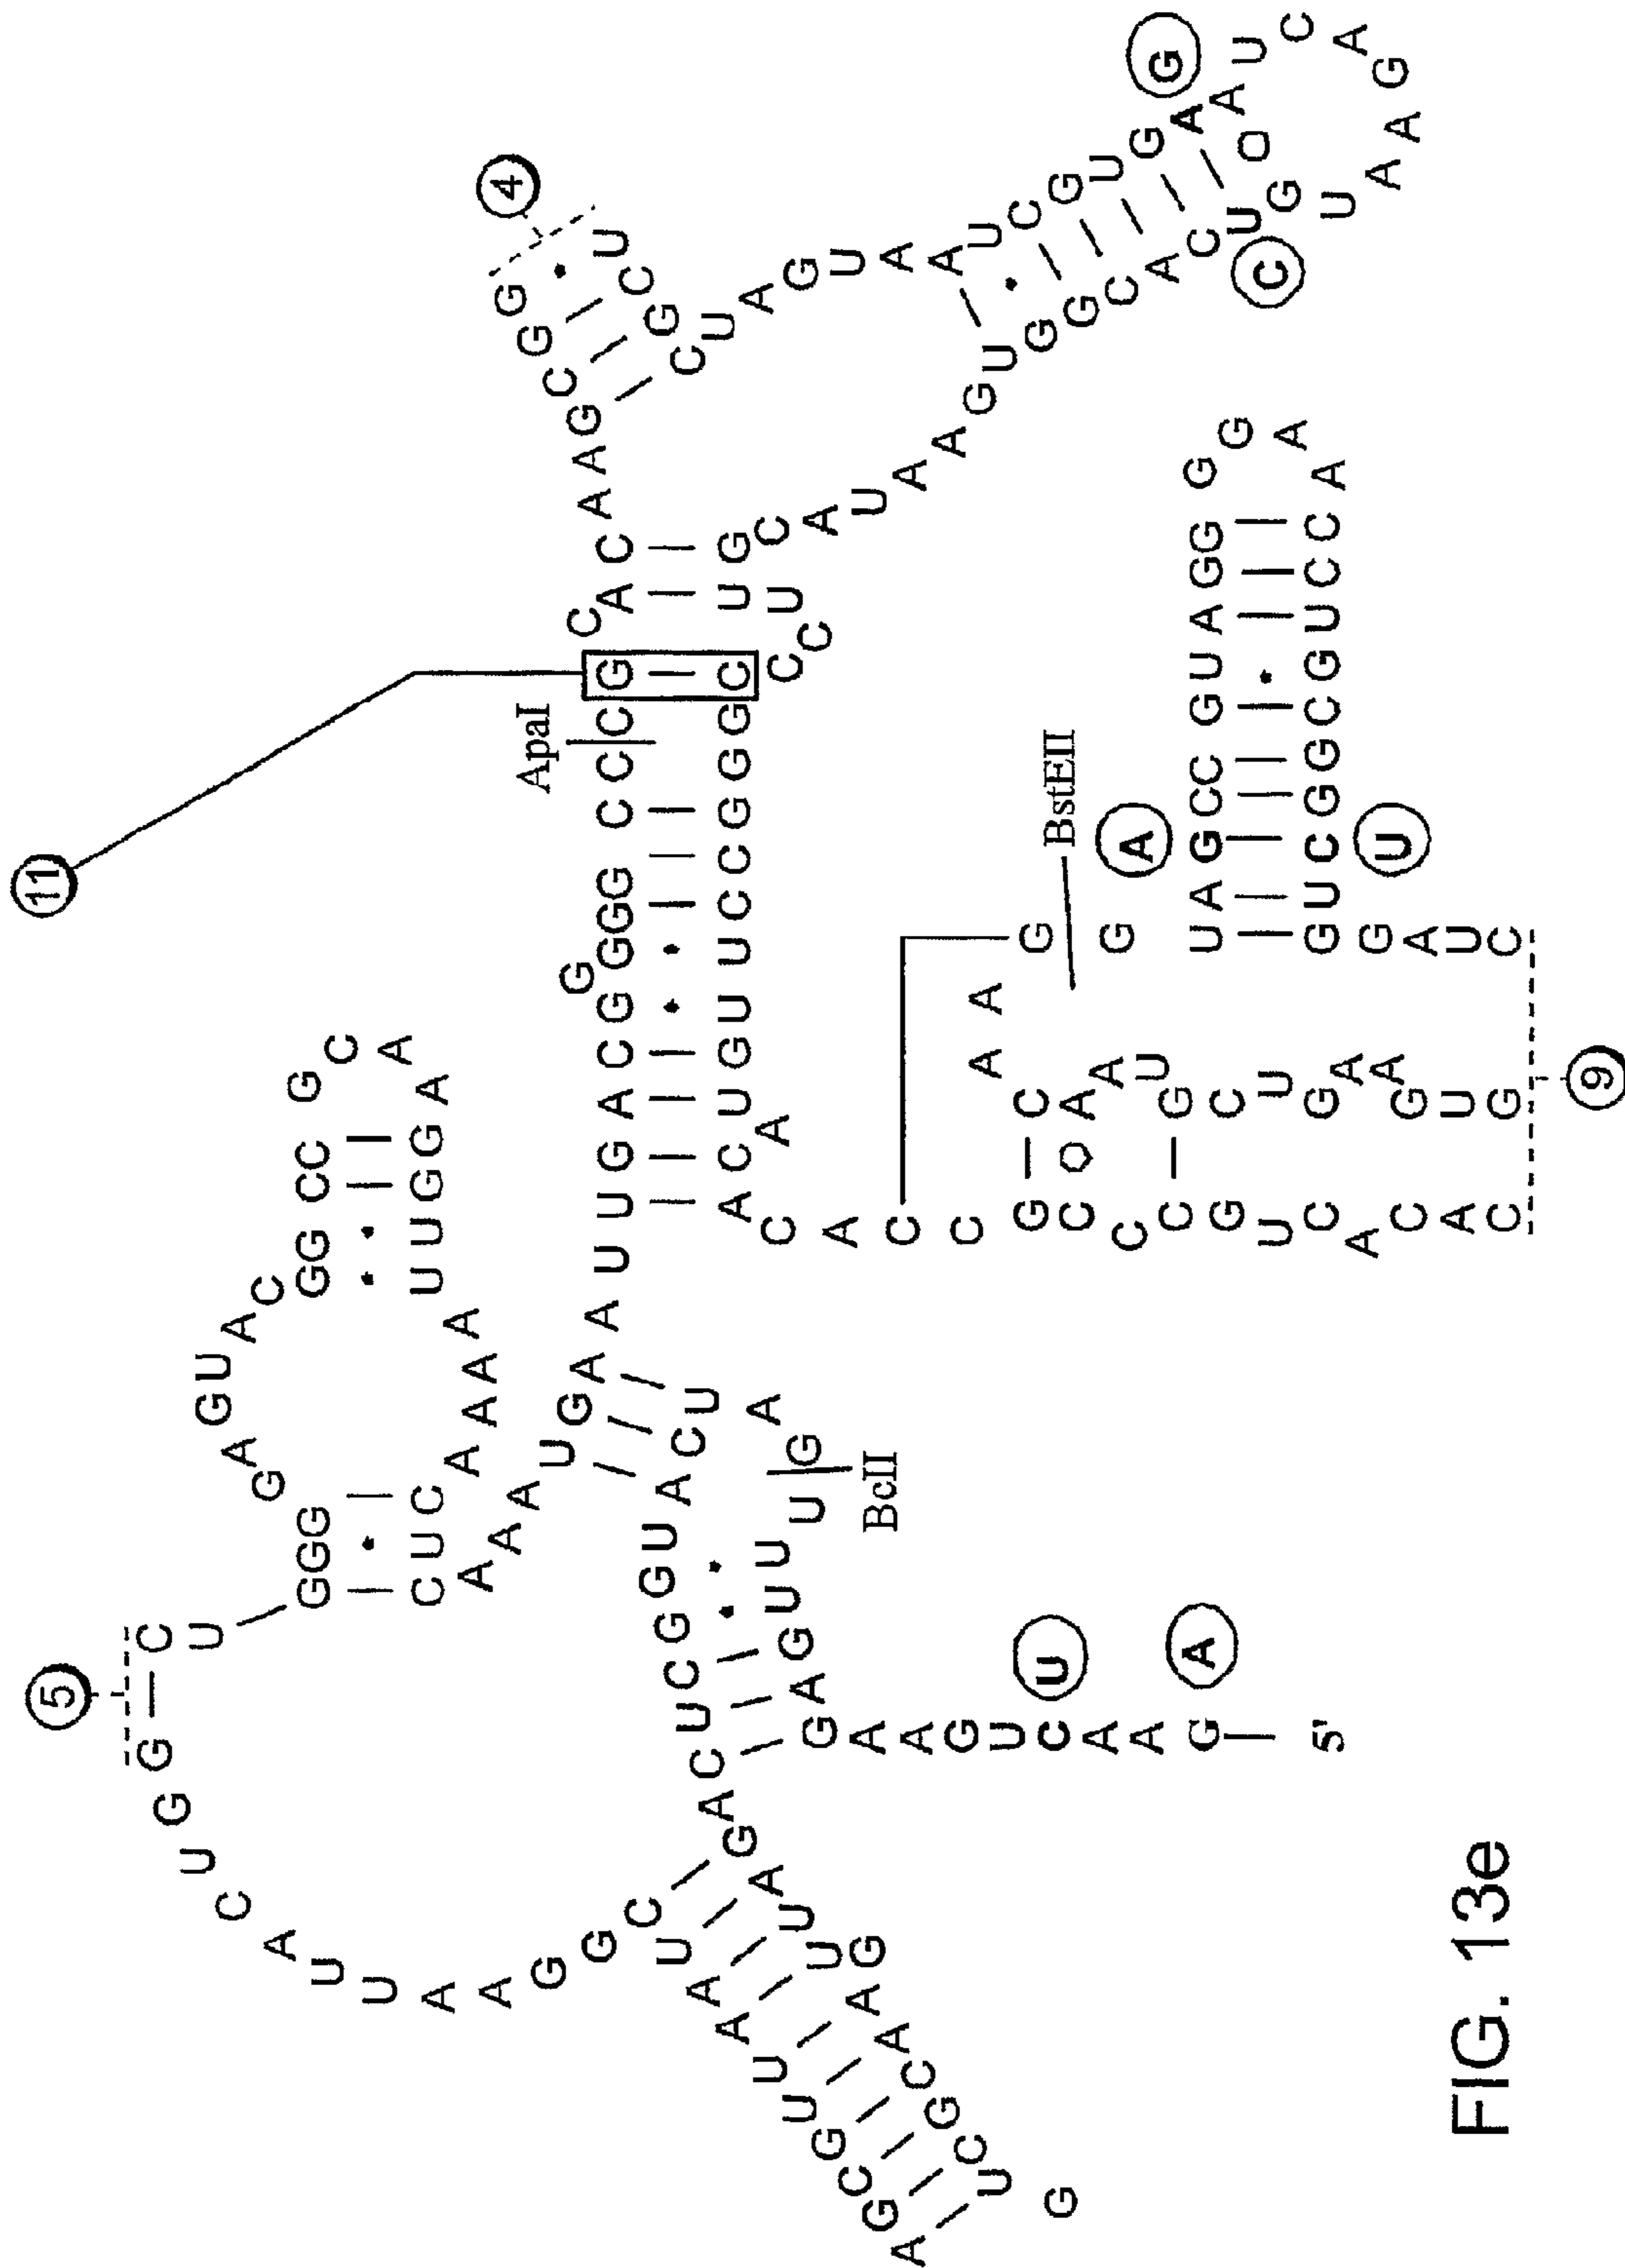 FIG. 13e
5'
G A A C U G A A G
A
U
A G U U U U G A U C A U G G C U C A G A U U G A A C G C U G
BclI
A G C G U U A A U C G G A A U U A C U G G
5
C U G G G G A G U A C G G C C G C A A G G U U A A A A C U C A A A U G A A U U G A C G G G G G C C C G C A C A A G C G G
ApaI
11
4
U C G C U A G U A A U C G U G A A U C A G A A U G U C A C G G U G A A U A C G U U C C C G G G C C U U G U A C A C A C C
G
C
G C C C G U C A C A C
9
G U G A A G U C G U A A C A A G G U A G C C G U A G G G G A A C C U G C G G C U G G A U C
BstEII
A
U